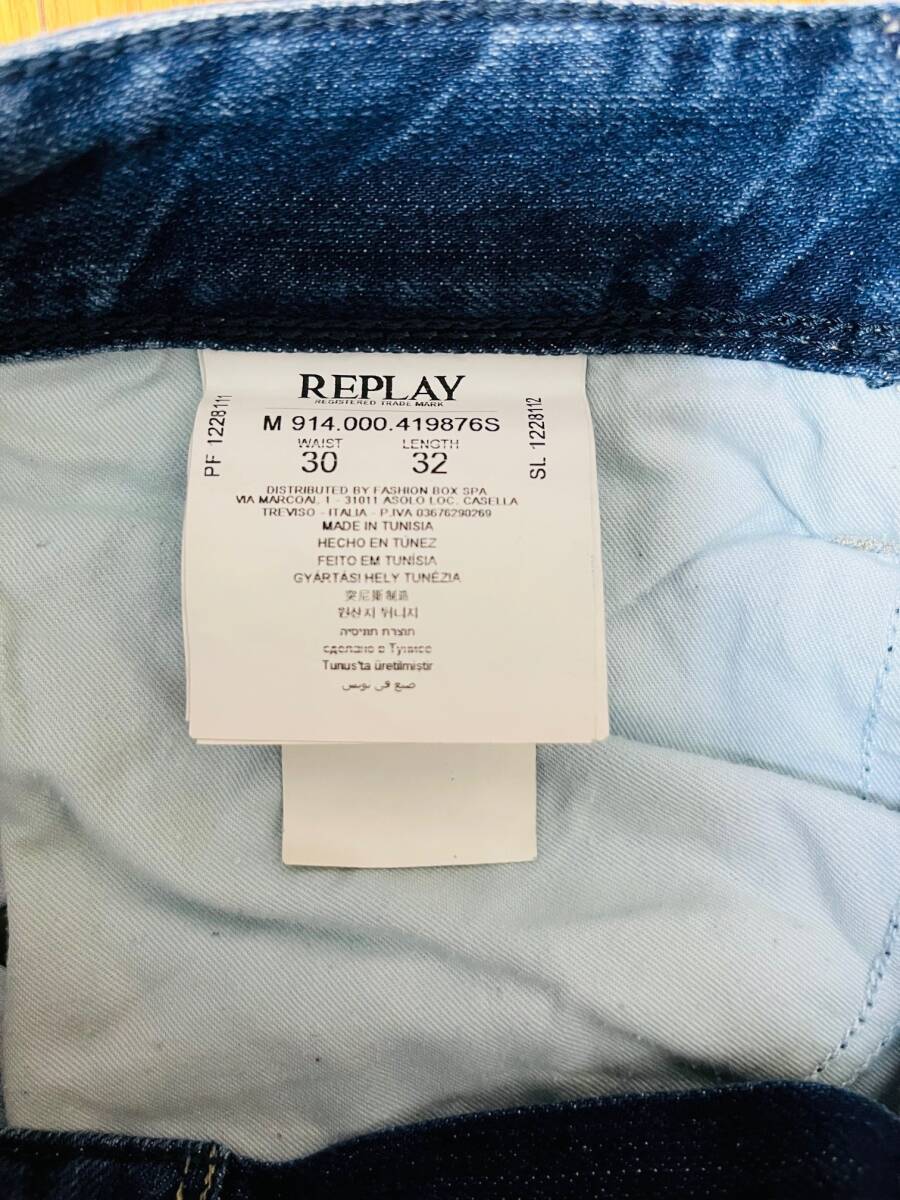 REPLAY
REGISTERED TRADE MARK
M 914.000.419876S
WAIST LENGTH
30 32
PF 1228111
SL 1228112
DISTRIBUTED BY FASHION BOX SPA
VIA MARCOAI, 1 - 31011 ASOLO LOC. CASELLA
TREVISO - ITALIA - P.IVA 03676290269
MADE IN TUNISIA
HECHO EN TÚNEZ
FEITO EM TUNÍSIA
GYÁRTÁSI HELY TUNÉZIA
突尼斯制造
원산지 튀니지
תוצרת תוניסיה
сделано в Тунисе
Tunus'ta üretilmiştir
صنع في تونس